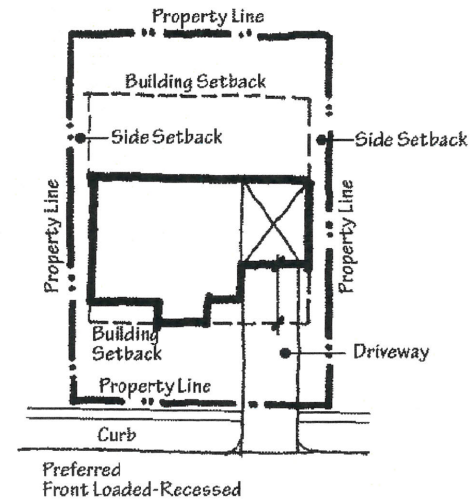 Property Line
Building Setback
Side Setback
Side Setback
Property Line
Property Line
Building
Setback
Driveway
Property Line
Curb
Preferred
Front Loaded-Recessed